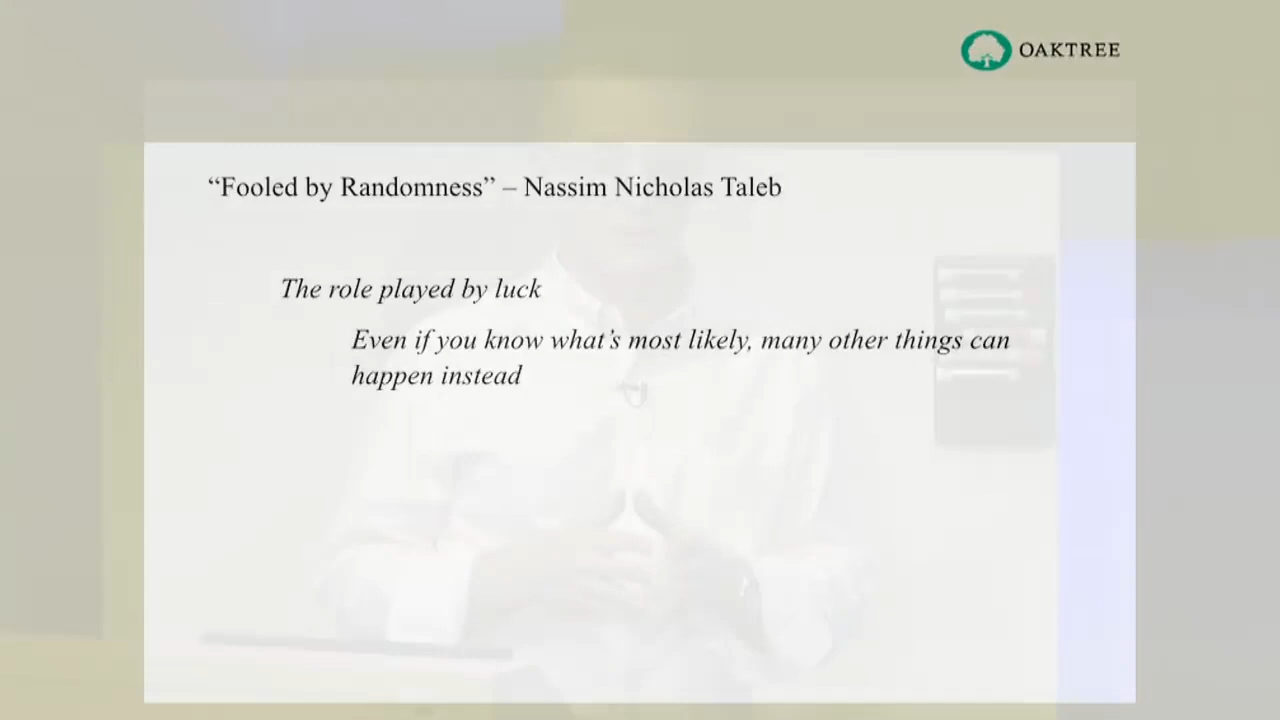 OAKTREE
“Fooled by Randomness” – Nassim Nicholas Taleb
The role played by luck
Even if you know what’s most likely, many other things can
happen instead